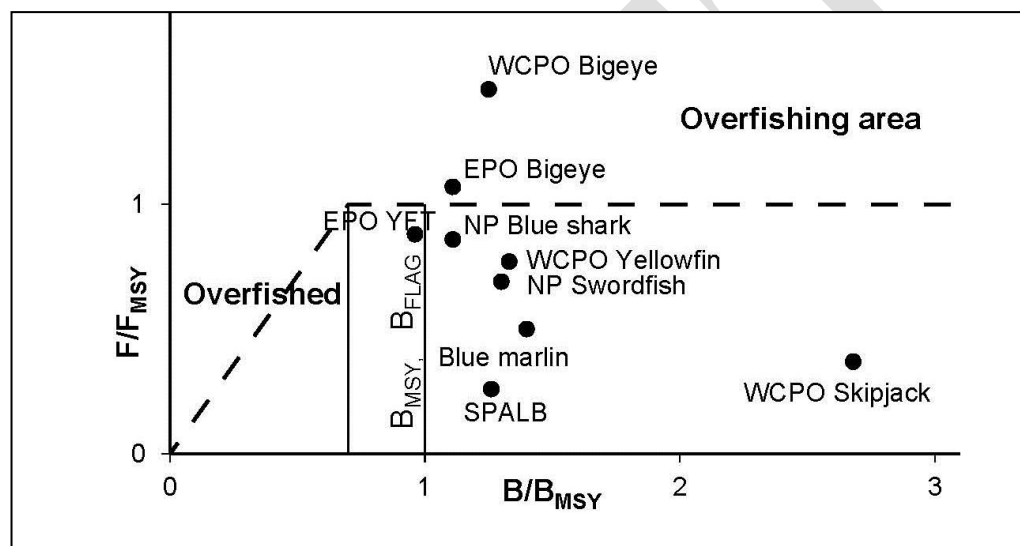 WCPO Bigeye
Overfishing area
EPO Bigeye
1
EPO YFT
NP Blue shark
WCPO Yellowfin
NP Swordfish
Overfished
F/FMSY
BMSY, BFLAG
Blue marlin
WCPO Skipjack
SPALB
0
0
1
2
3
B/BMSY